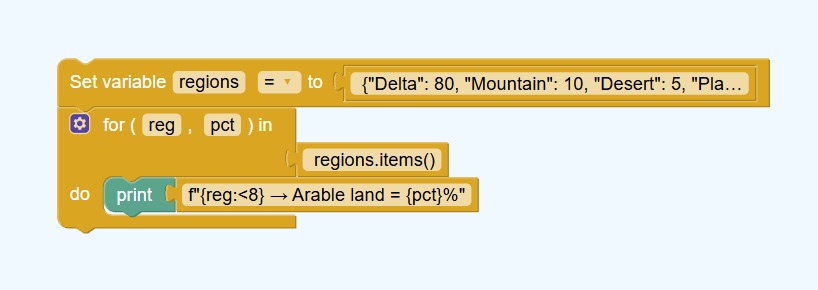 Set variable regions = to {"Delta": 80, "Mountain": 10, "Desert": 5, "Pla…
for ( reg , pct ) in
regions.items()
do print f"{reg:<8} → Arable land = {pct}%"